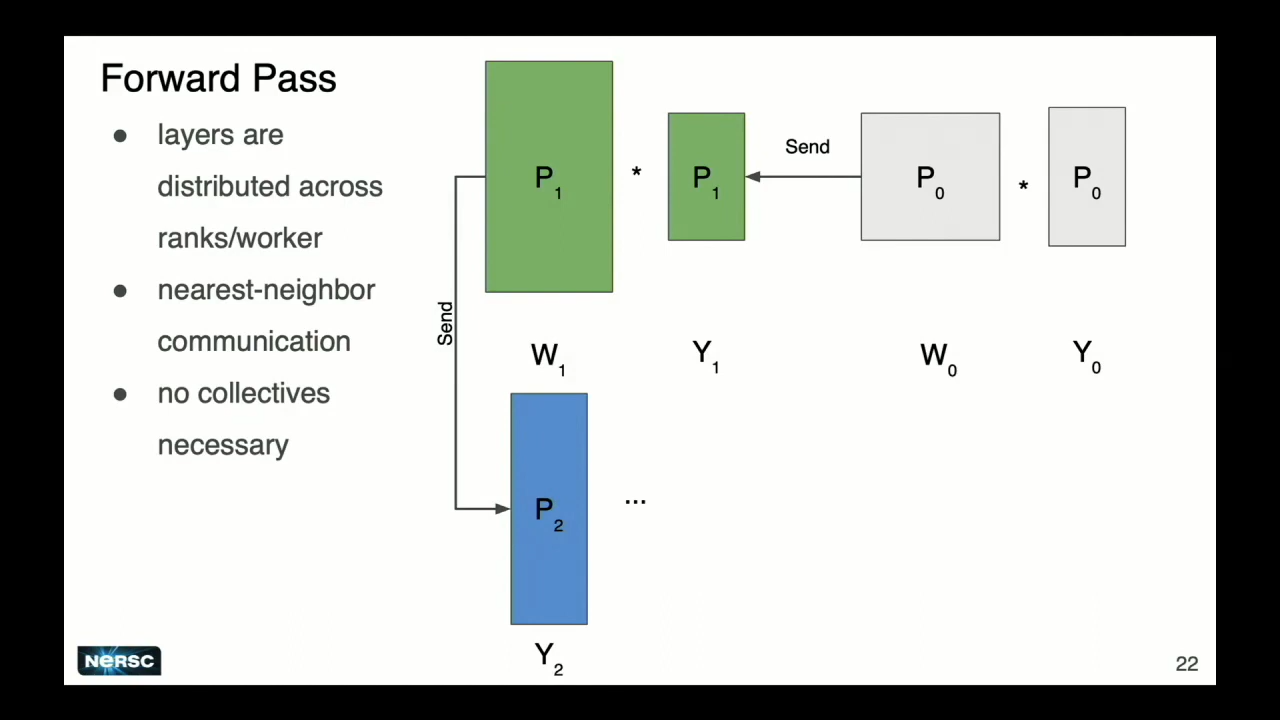 Forward Pass
● layers are
distributed across
ranks/worker
● nearest-neighbor
communication
● no collectives
necessary
P1 * P1 Send P0 * P0
Send
W1 Y1 W0 Y0
P2 ...
Y2
NERSC
22